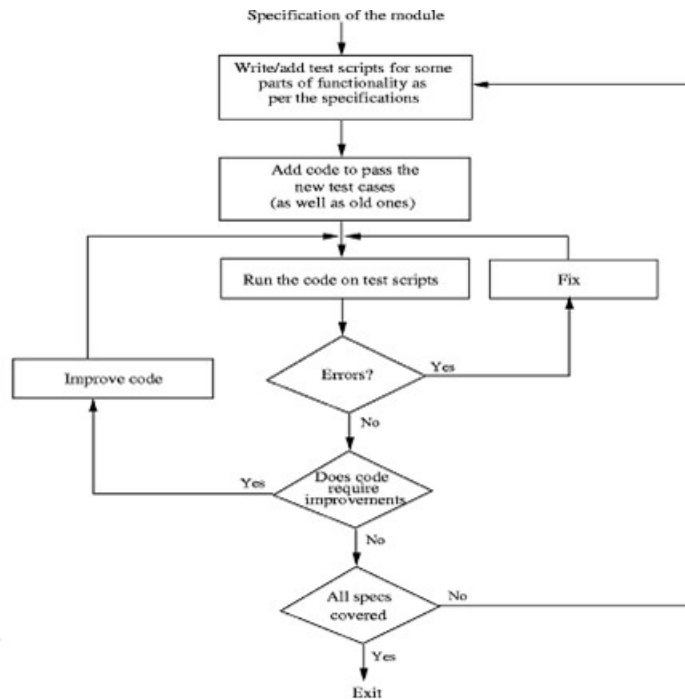 Specification of the module
Write/add test scripts for some
parts of functionality as
per the specifications
Add code to pass the
new test cases
(as well as old ones)
Run the code on test scripts
Fix
Improve code
Errors?
Yes
No
Does code
require
improvements
Yes
No
All specs
covered
No
Yes
Exit